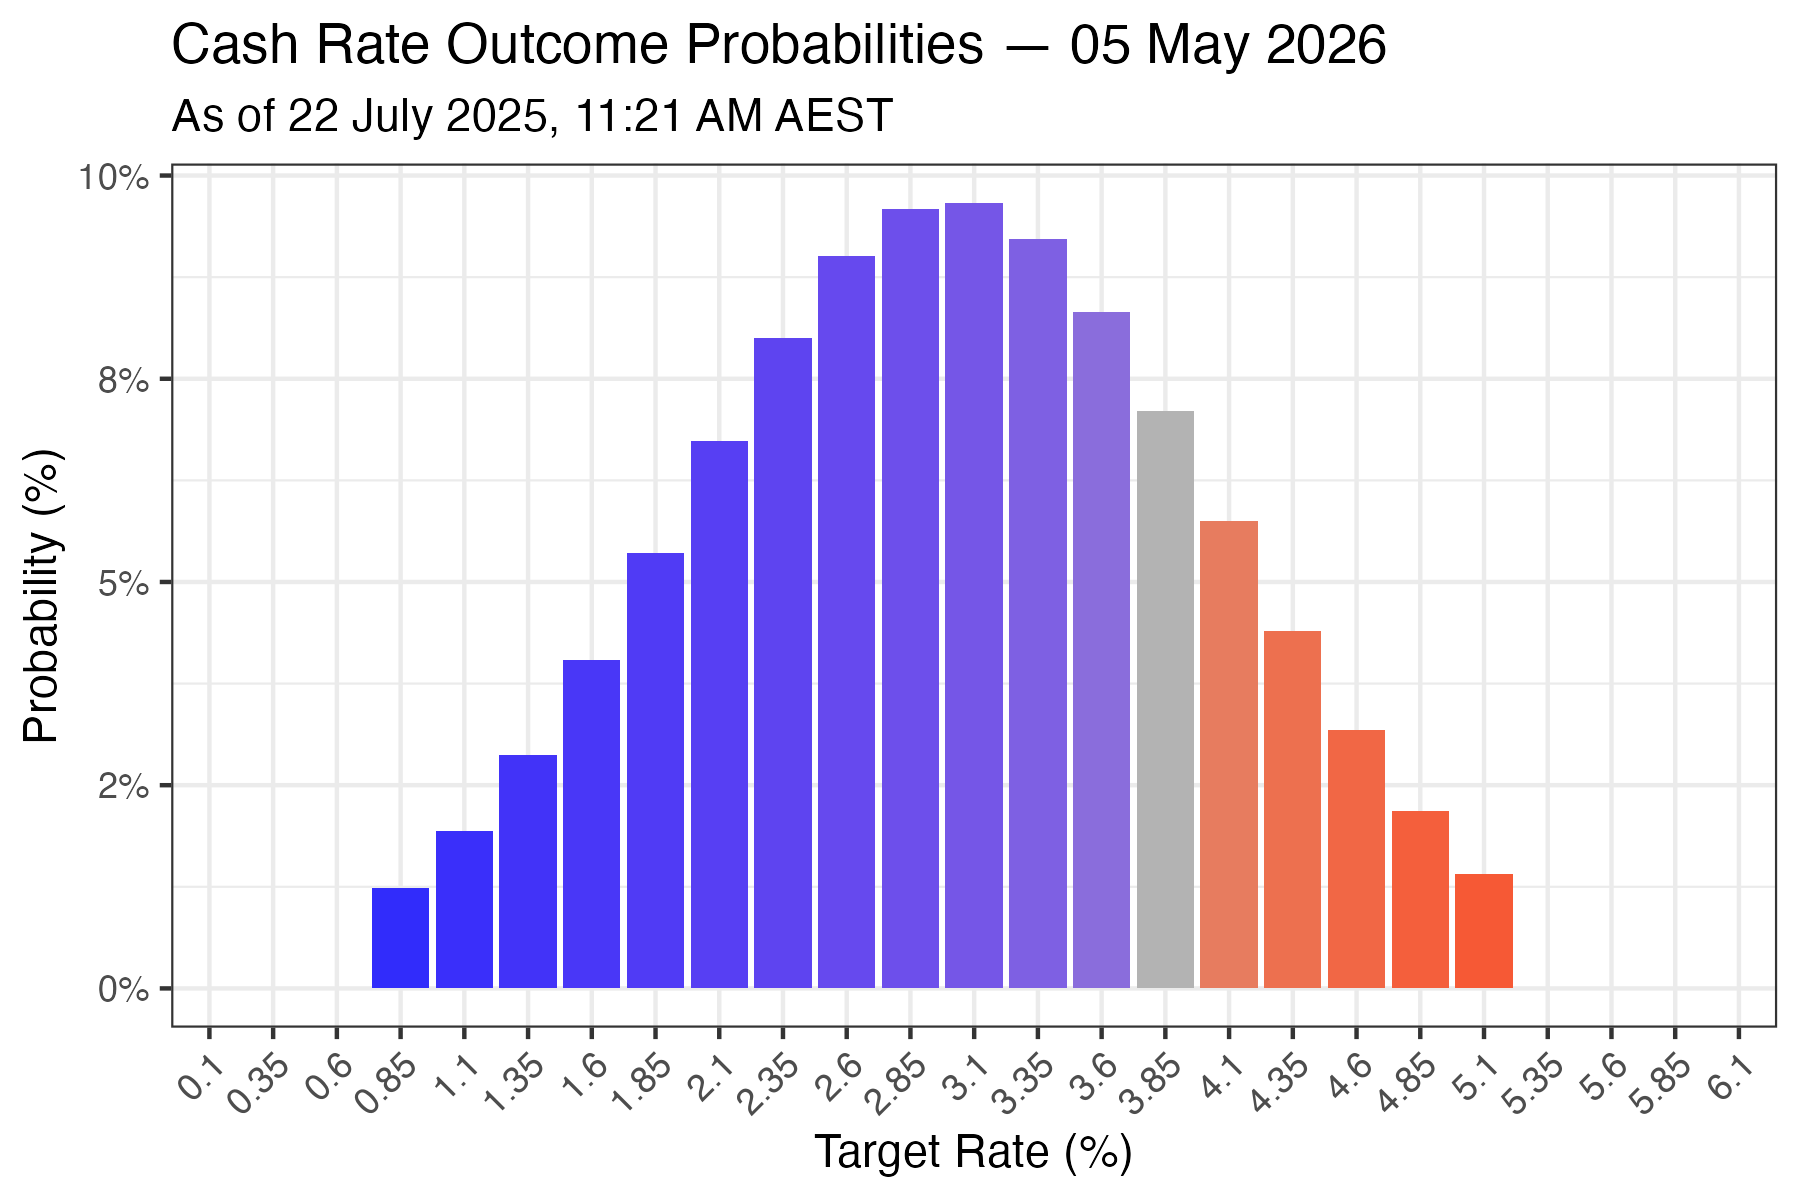 Cash Rate Outcome Probabilities — 05 May 2026
As of 22 July 2025, 11:21 AM AEST
Probability (%)
10%
8%
5%
2%
0%
0.1 0.35 0.6 0.85 1.1 1.35 1.6 1.85 2.1 2.35 2.6 2.85 3.1 3.35 3.6 3.85 4.1 4.35 4.6 4.85 5.1 5.35 5.6 5.85 6.1
Target Rate (%)